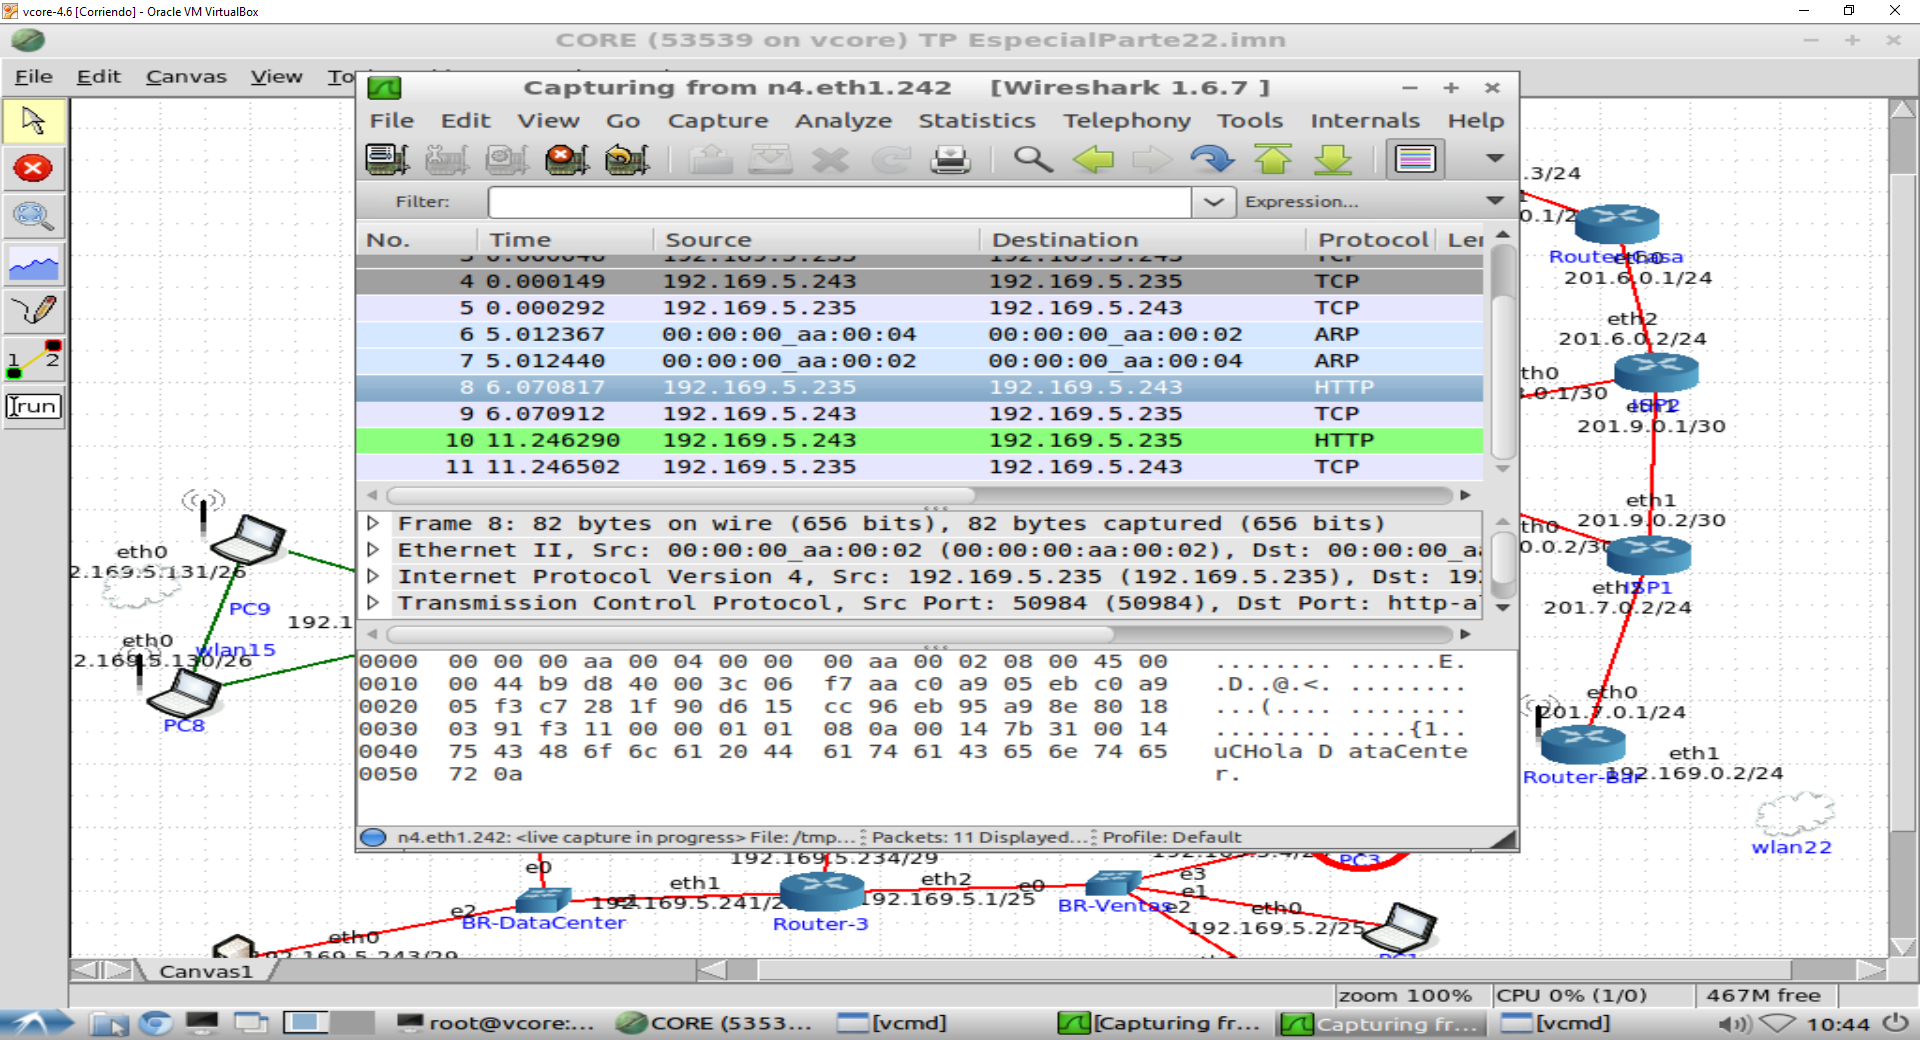 vcore-4.6 [Corriendo] - Oracle VM VirtualBox
CORE (53539 on vcore) TP EspecialParte22.imn
File Edit Canvas View
Capturing from n4.eth1.242 [Wireshark 1.6.7 ]
File Edit View Go Capture Analyze Statistics Telephony Tools Internals Help
Filter: Expression...
No. Time Source Destination Protocol
4 0.000149 192.169.5.243 192.169.5.235 TCP
5 0.000292 192.169.5.235 192.169.5.243 TCP
6 5.012367 00:00:00_aa:00:04 00:00:00_aa:00:02 ARP
7 5.012440 00:00:00_aa:00:02 00:00:00_aa:00:04 ARP
8 6.070817 192.169.5.235 192.169.5.243 HTTP
9 6.070912 192.169.5.243 192.169.5.235 TCP
10 11.246290 192.169.5.243 192.169.5.235 HTTP
11 11.246502 192.169.5.235 192.169.5.243 TCP
Frame 8: 82 bytes on wire (656 bits), 82 bytes captured (656 bits)
Ethernet II, Src: 00:00:00_aa:00:02 (00:00:00:aa:00:02), Dst: 00:00:00_a
Internet Protocol Version 4, Src: 192.169.5.235 (192.169.5.235), Dst: 19
Transmission Control Protocol, Src Port: 50984 (50984), Dst Port: http-a
0000 00 00 00 aa 00 04 00 00 00 aa 00 02 08 00 45 00 ........ ......E.
0010 00 44 b9 d8 40 00 3c 06 f7 aa c0 a9 05 eb c0 a9 .D..@.<. ........
0020 05 f3 c7 28 1f 90 d6 15 cc 96 eb 95 a9 8e 80 18 ...(.... ........
0030 03 91 f3 11 00 00 01 01 08 0a 00 14 7b 31 00 14 ........ ....{1..
0040 75 43 48 6f 6c 61 20 44 61 74 61 43 65 6e 74 65 uCHola D ataCente
0050 72 0a r.
n4.eth1.242: <live capture in progress> File: /tmp... Packets: 11 Displayed... Profile: Default
1 2
run
eth0
2.169.5.131/26
PC9
192.1
eth0
wlan15
2.169.5.130/26
PC8
.3/24
0.1/2
Router-Casa
eth0
201.6.0.1/24
eth2
201.6.0.2/24
th0
.0.1/30
ISP2
eth1
201.9.0.1/30
eth1
201.9.0.2/30
th0
0.0.2/30
eth2
ISP1
201.7.0.2/24
eth0
201.7.0.1/24
eth1
192.169.0.2/24
Router-Bar
wlan22
e0
192.169.5.234/29
PC3
eth1
eth2
e0
e3
e1
e2
192.169.5.241/2
192.169.5.1/25
BR-DataCenter
Router-3
BR-Ventas
e2
eth0
eth0
192.169.5.2/25
192.169.5.243/29
PC1
Canvas1
zoom 100% CPU 0% (1/0) 467M free
root@vcore:... CORE (5353... [vcmd] [Capturing fr... Capturing fr... [vcmd] 10:44